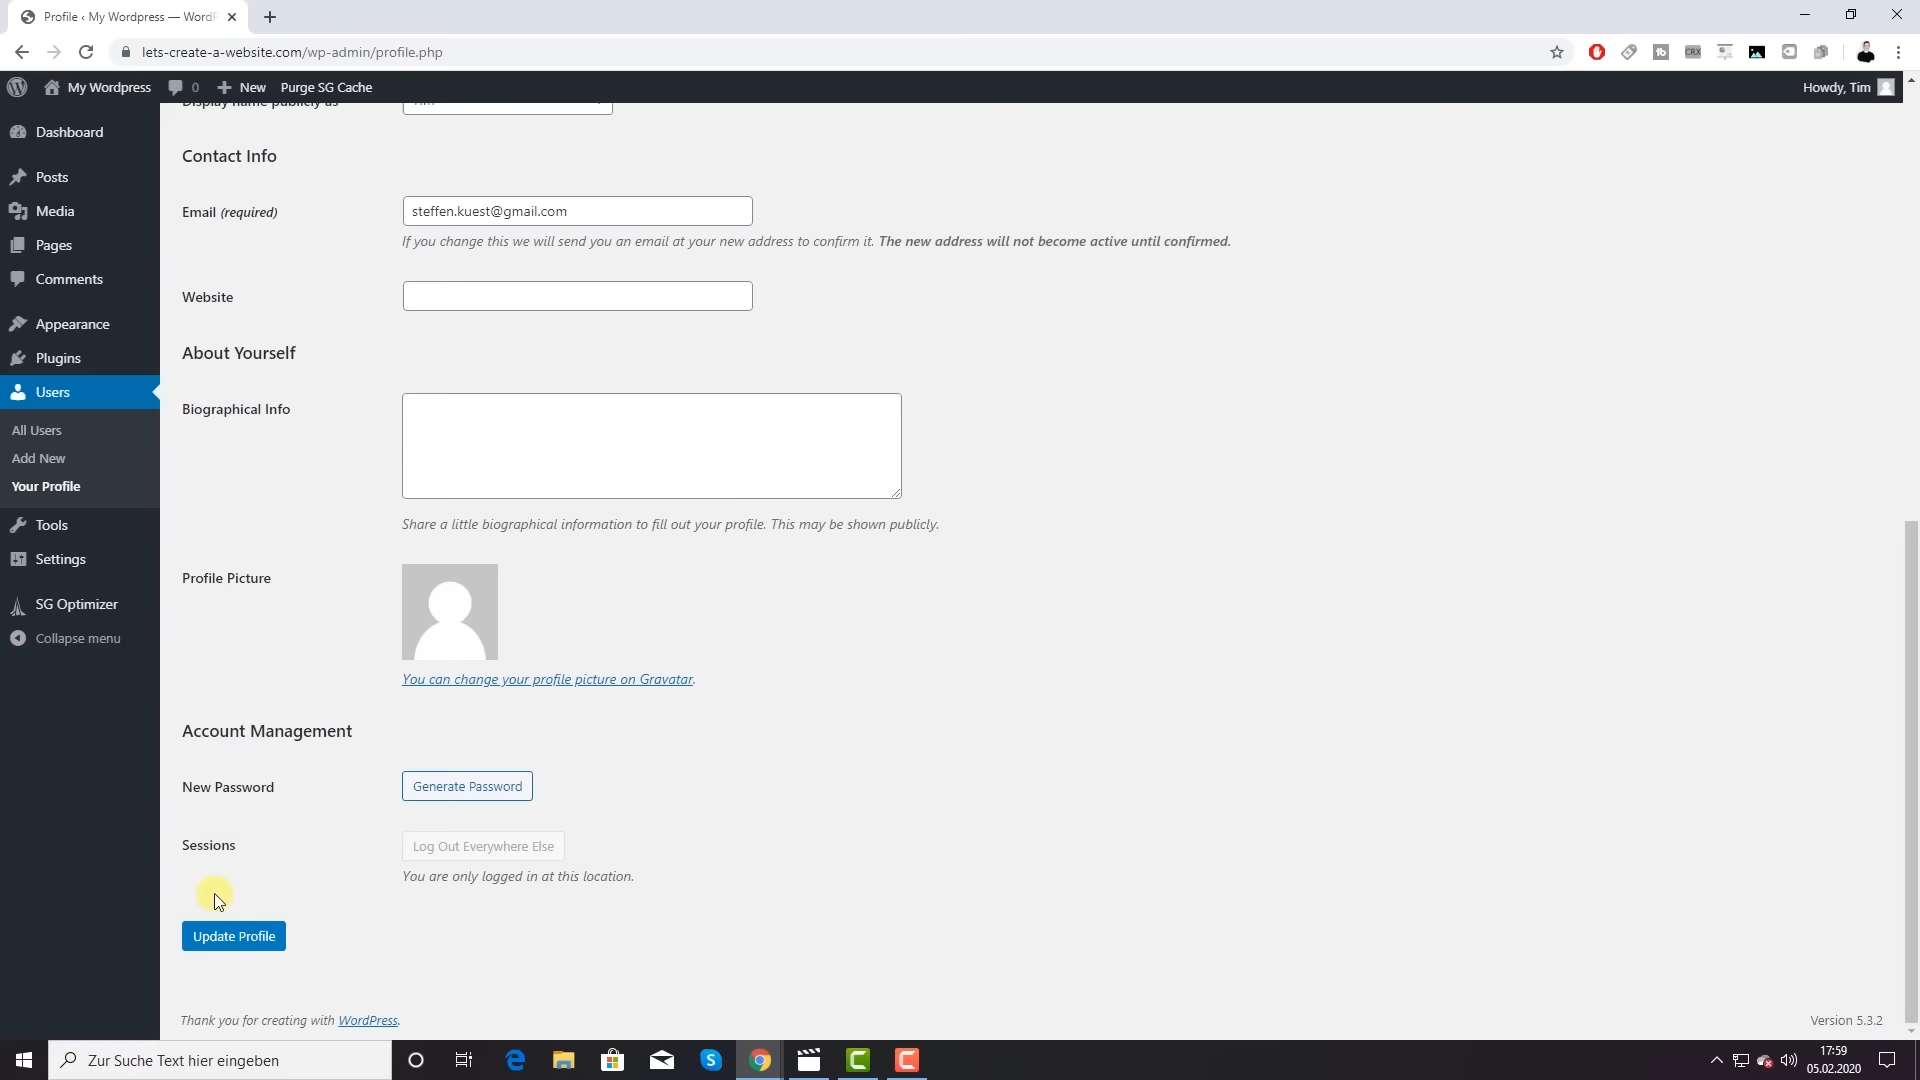 Profile ‹ My Wordpress — WordP
lets-create-a-website.com/wp-admin/profile.php
My Wordpress 0 New Purge SG Cache Howdy, Tim
Display name publicly as
Dashboard
Posts
Media
Pages
Comments
Appearance
Plugins
Users
All Users
Add New
Your Profile
Tools
Settings
SG Optimizer
Collapse menu
Contact Info
Email (required) steffen.kuest@gmail.com
If you change this we will send you an email at your new address to confirm it. The new address will not become active until confirmed.
Website
About Yourself
Biographical Info
Share a little biographical information to fill out your profile. This may be shown publicly.
Profile Picture
You can change your profile picture on Gravatar.
Account Management
New Password Generate Password
Sessions Log Out Everywhere Else
You are only logged in at this location.
Update Profile
Thank you for creating with WordPress. Version 5.3.2
Zur Suche Text hier eingeben
17:59
05.02.2020